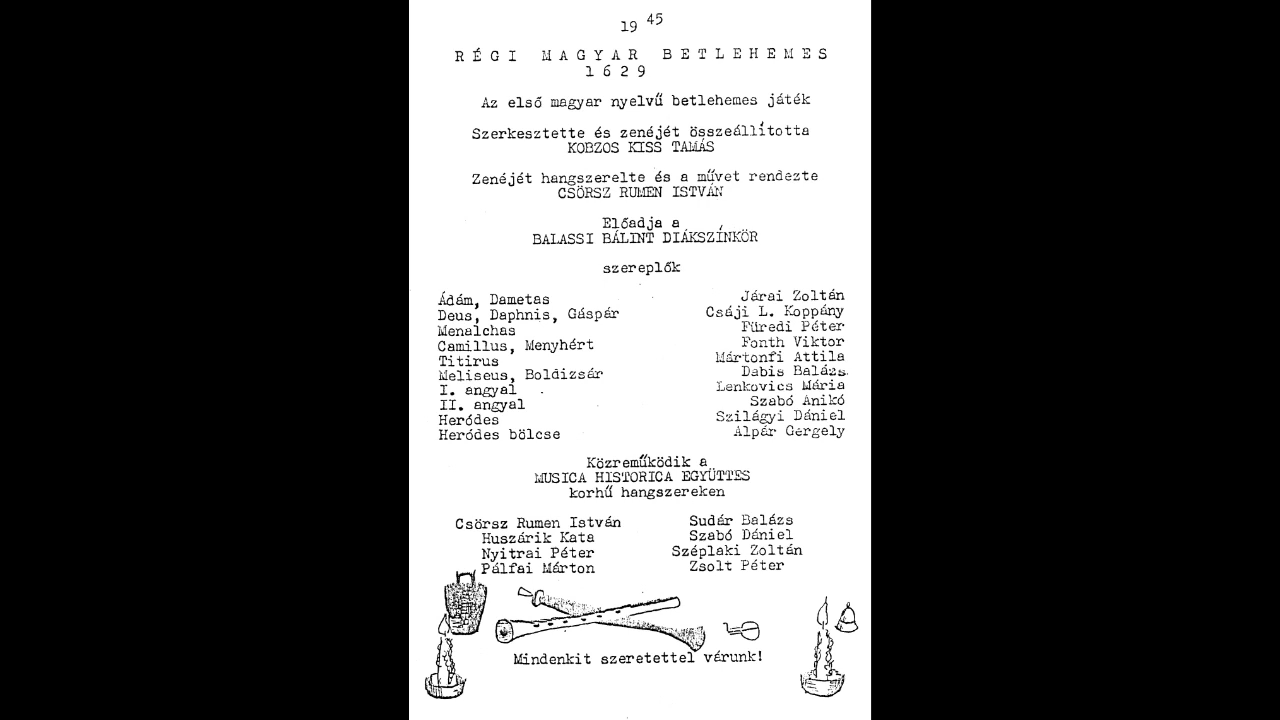 19 45
RÉGI MAGYAR BETLEHEMES
1629
Az első magyar nyelvű betlehemes játék
Szerkesztette és zenéjét összeállította
KOBZOS KISS TAMÁS
Zenéjét hangszerelte és a művet rendezte
CSÖRSZ RUMEN ISTVÁN
Előadja a
BALASSI BÁLINT DIÁKSZÍNKÖR
szereplők
Ádám, Dametas Járai Zoltán
Deus, Daphnis, Gáspár Csáji L. Koppány
Menalchas Füredi Péter
Camillus, Menyhért Fonth Viktor
Titirus Mártonfi Attila
Meliseus, Boldizsár Dabis Balázs
I. angyal Lenkovics Mária
II. angyal Szabó Anikó
Heródes Szilágyi Dániel
Heródes bölcse Alpár Gergely
Közreműködik a
MUSICA HISTORICA EGYÜTTES
korhű hangszereken
Csörsz Rumen István Sudár Balázs
Huszárik Kata Szabó Dániel
Nyitrai Péter Széplaki Zoltán
Pálfai Márton Zsolt Péter
Mindenkit szeretettel várunk!